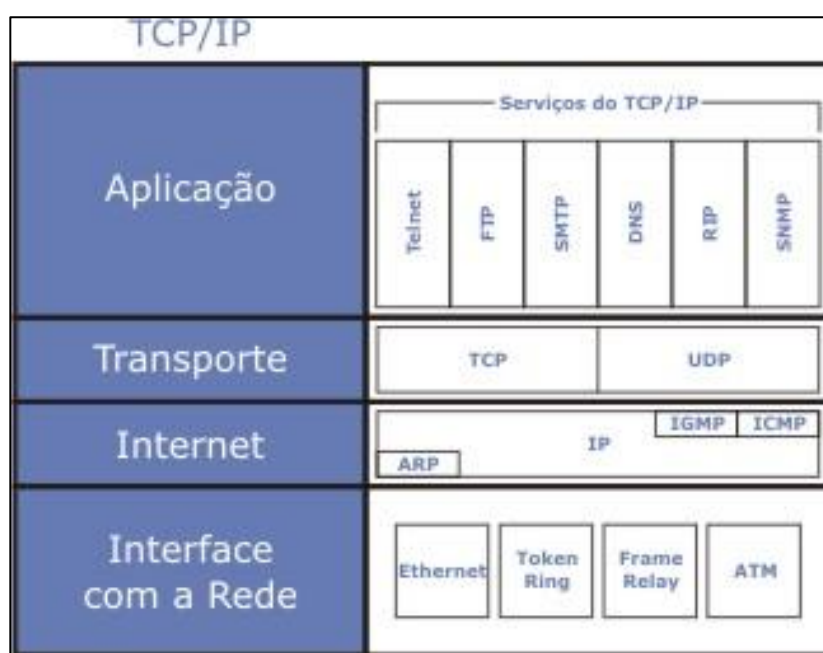 TCP/IP
Aplicação
Serviços do TCP/IP
Telnet
FTP
SMTP
DNS
RIP
SNMP
Transporte
TCP
UDP
Internet
IGMP
ICMP
IP
ARP
Interface
com a Rede
Ethernet
Token
Ring
Frame
Relay
ATM